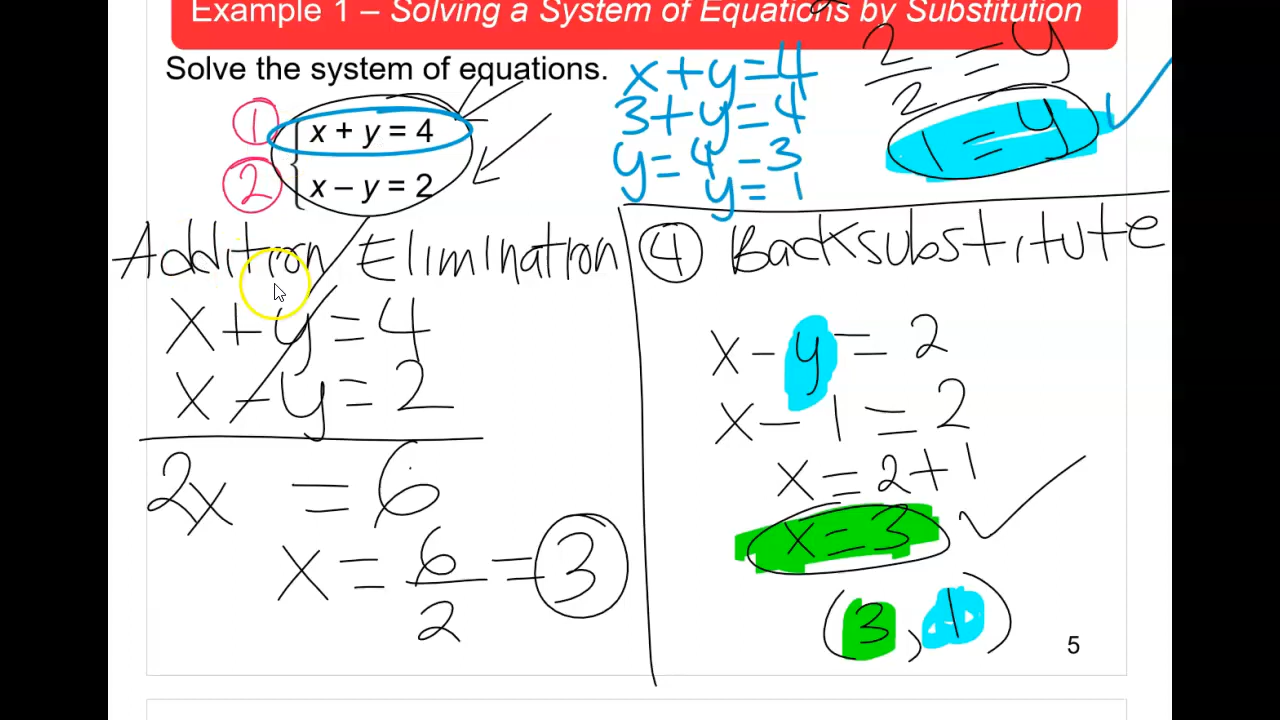 Example 1 – Solving a System of Equations by Substitution
Solve the system of equations.
① x + y = 4
② x – y = 2
x + y = 4
3 + y = 4
y = 4 - 3
y = 1
2/2 = y
1 = y
Addition Elimination
x + y = 4
x - y = 2
2x = 6
x = 6/2 = 3
④ Backsubstitute
x - y = 2
x - 1 = 2
x = 2 + 1
x = 3
(3, 1)
5